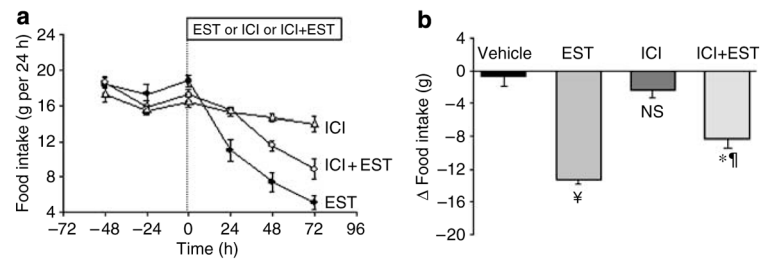 a
EST or ICI or ICI+EST
Food intake (g per 24 h)
24
20
16
12
8
4
ICI
ICI+EST
EST
−72 −48 −24 0 24 48 72 96
Time (h)
b
Δ Food intake (g)
4
0
−4
−8
−12
−16
−20
Vehicle EST ICI ICI+EST
NS
*¶
¥